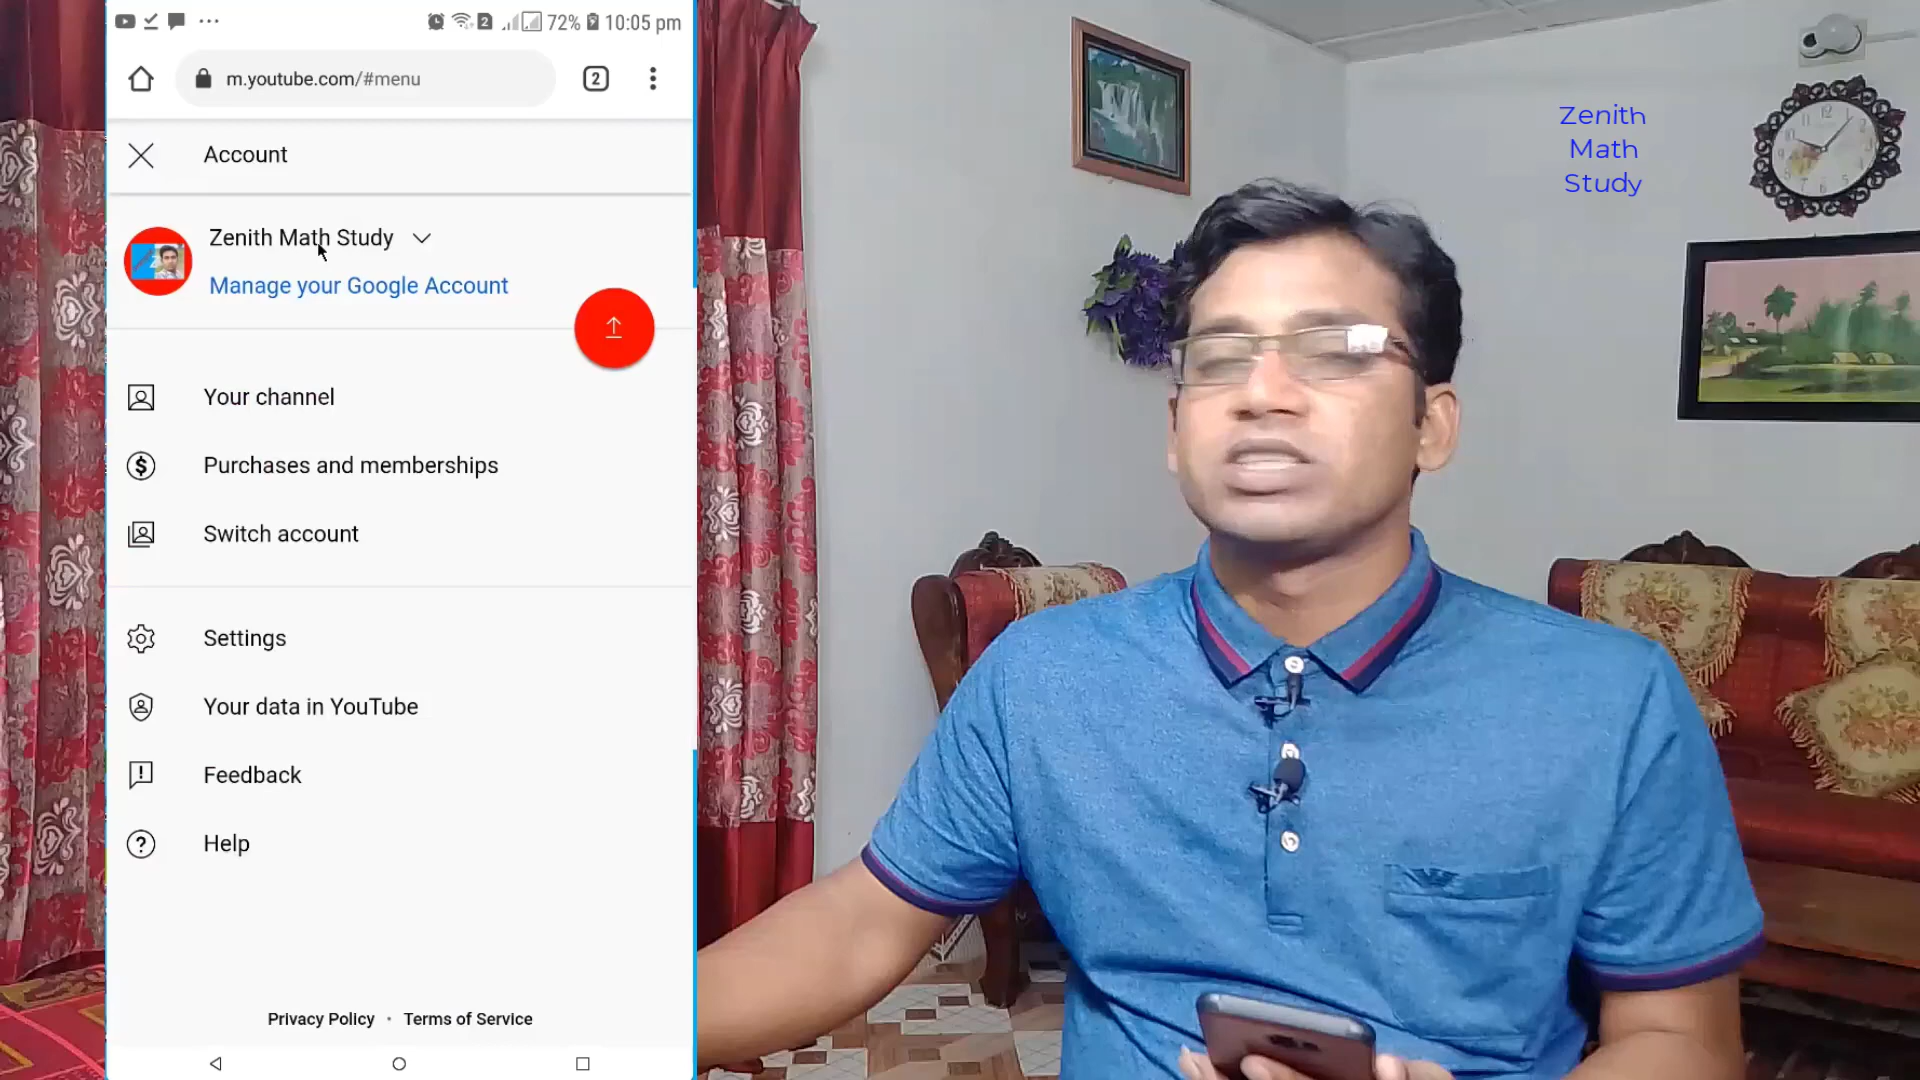 72% 10:05 pm
m.youtube.com/#menu
2
Account
Zenith Math Study
Manage your Google Account
Your channel
Purchases and memberships
Switch account
Settings
Your data in YouTube
Feedback
Help
Privacy Policy • Terms of Service
Zenith
Math
Study